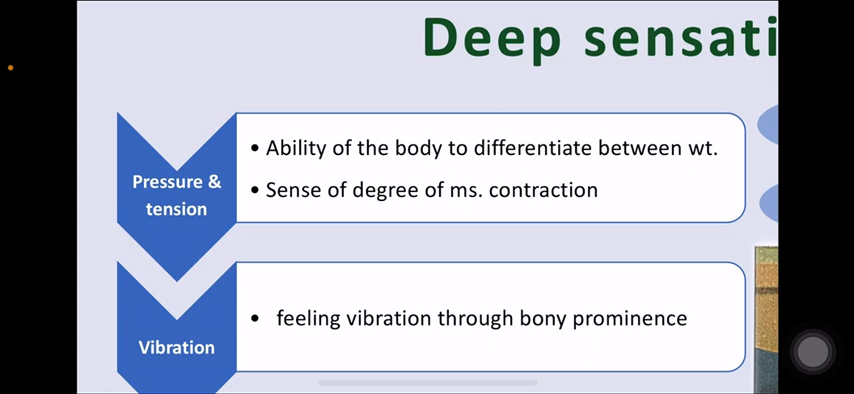 Deep sensati
Pressure &
tension
• Ability of the body to differentiate between wt.
• Sense of degree of ms. contraction
Vibration
• feeling vibration through bony prominence